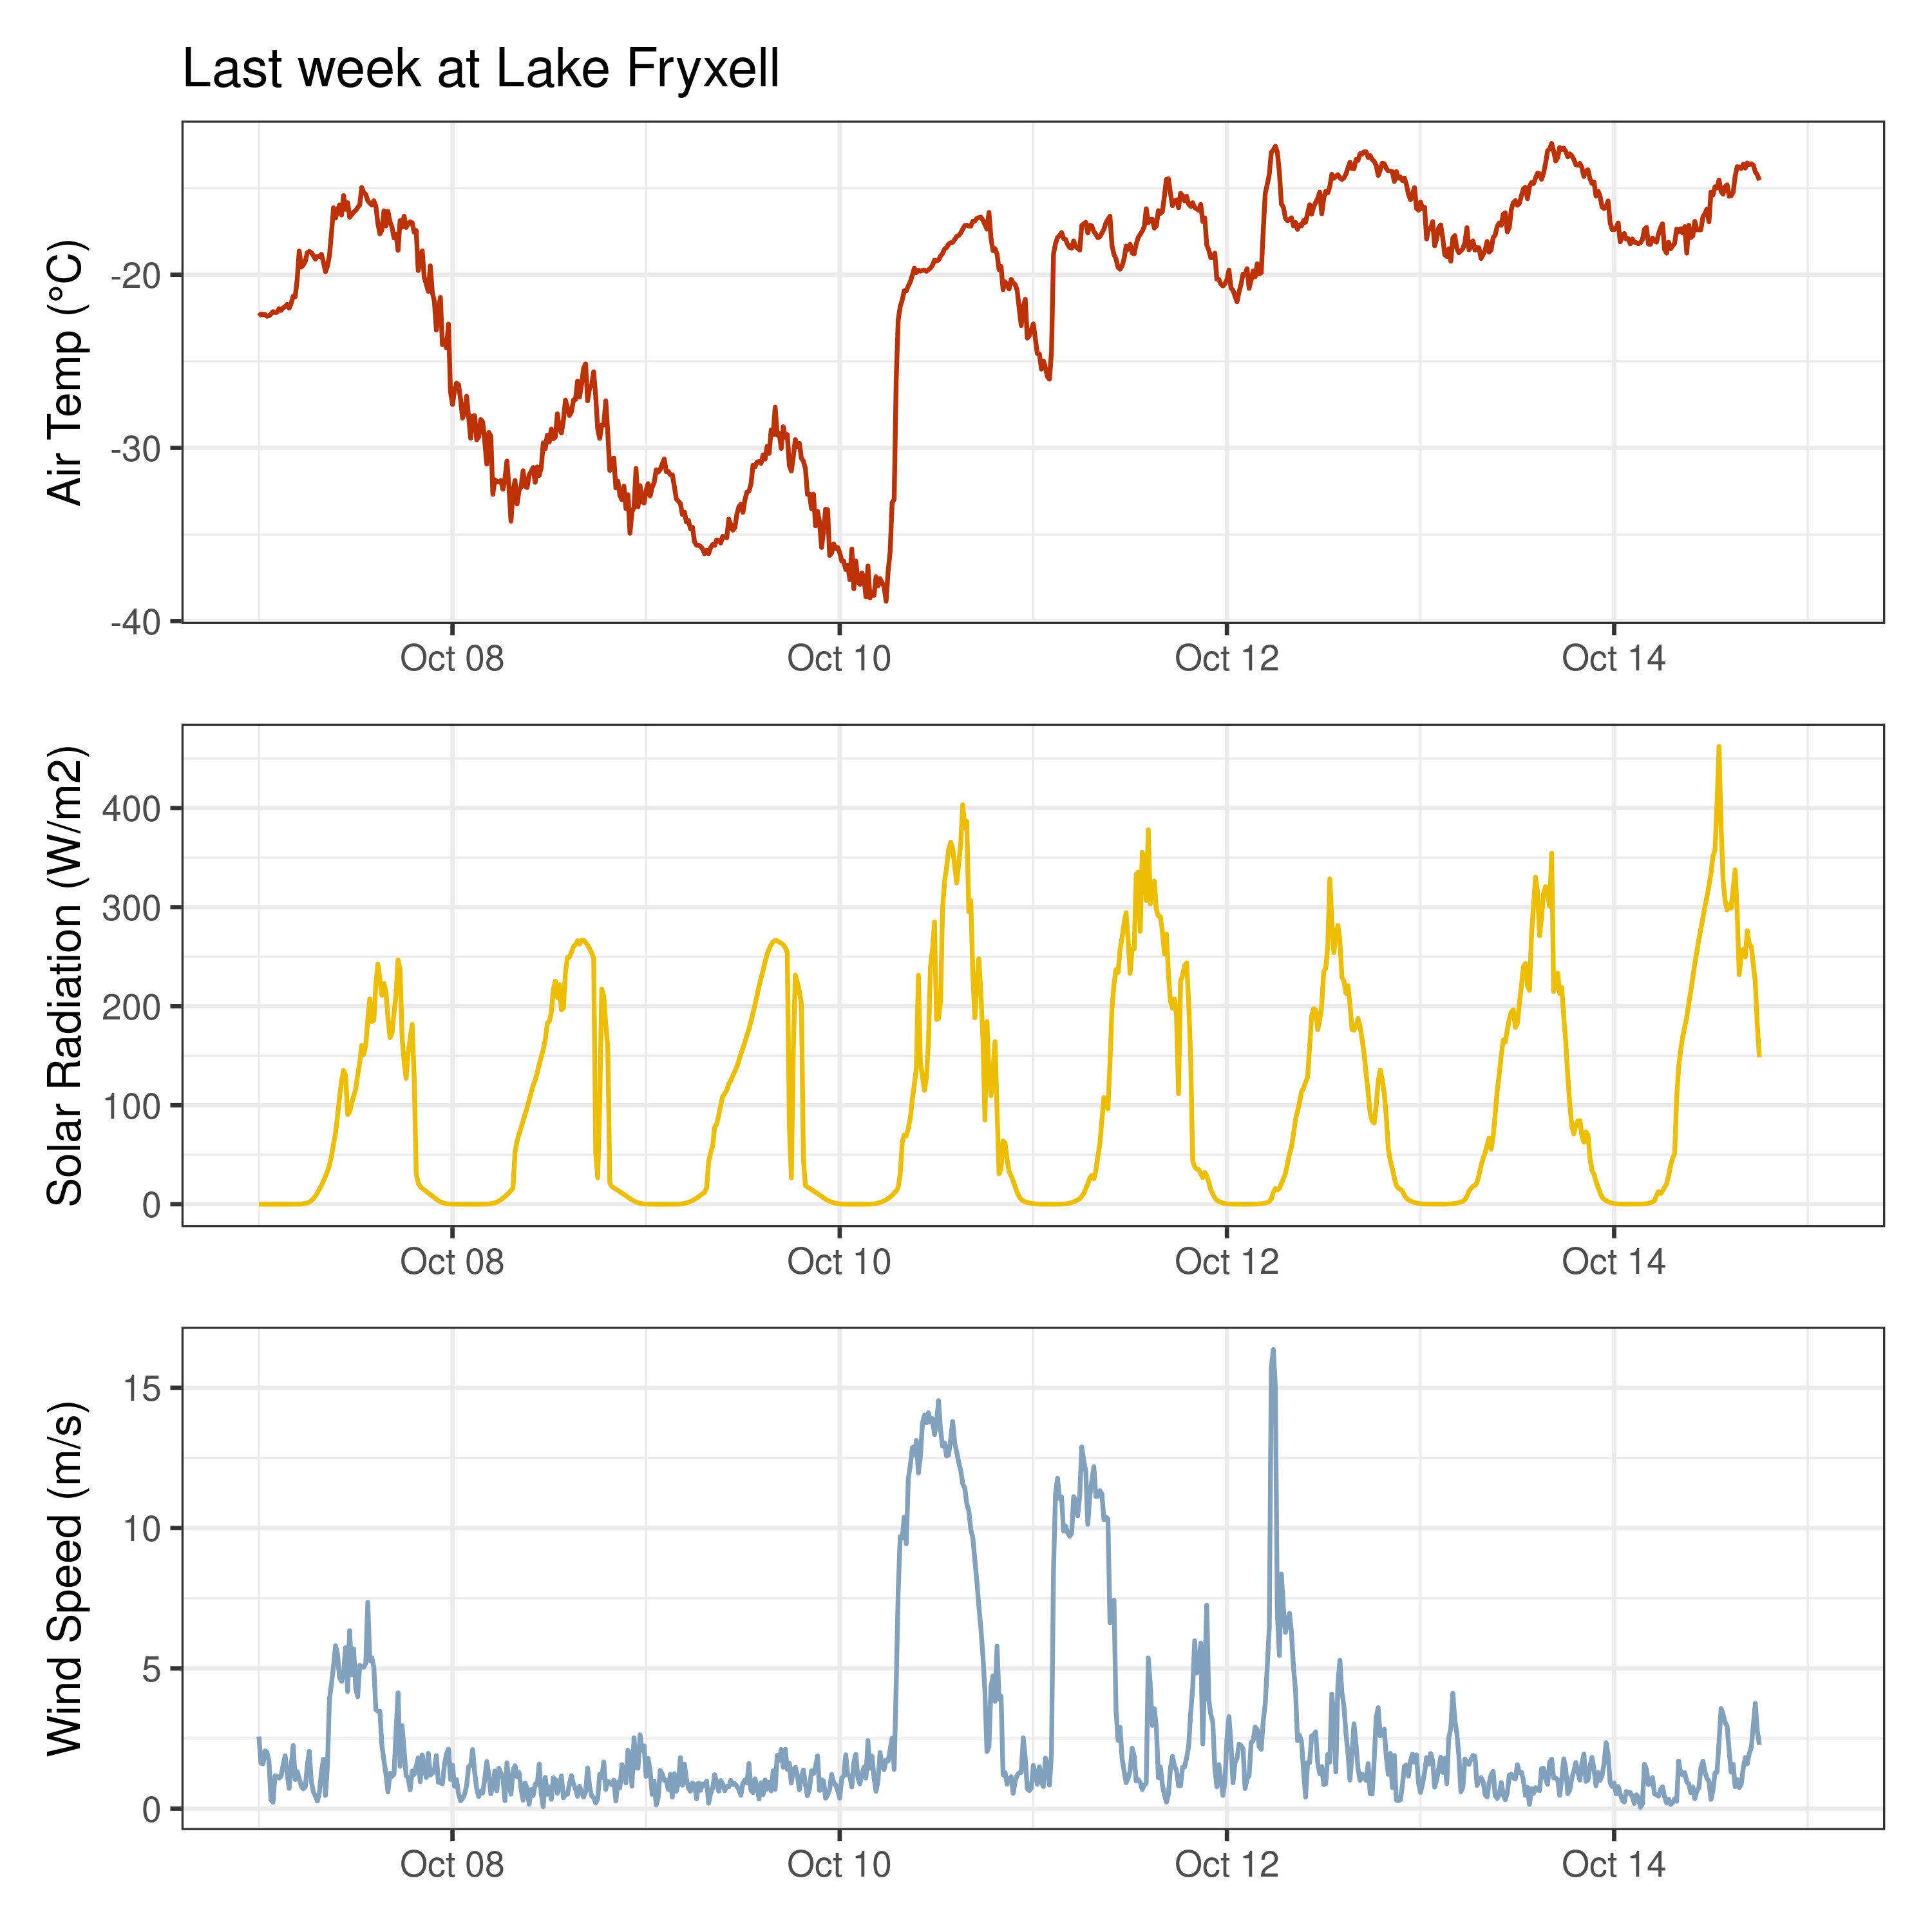 Last week at Lake Fryxell
Air Temp (°C)
-20
-30
-40
Oct 08
Oct 10
Oct 12
Oct 14
Solar Radiation (W/m2)
400
300
200
100
0
Oct 08
Oct 10
Oct 12
Oct 14
Wind Speed (m/s)
15
10
5
0
Oct 08
Oct 10
Oct 12
Oct 14